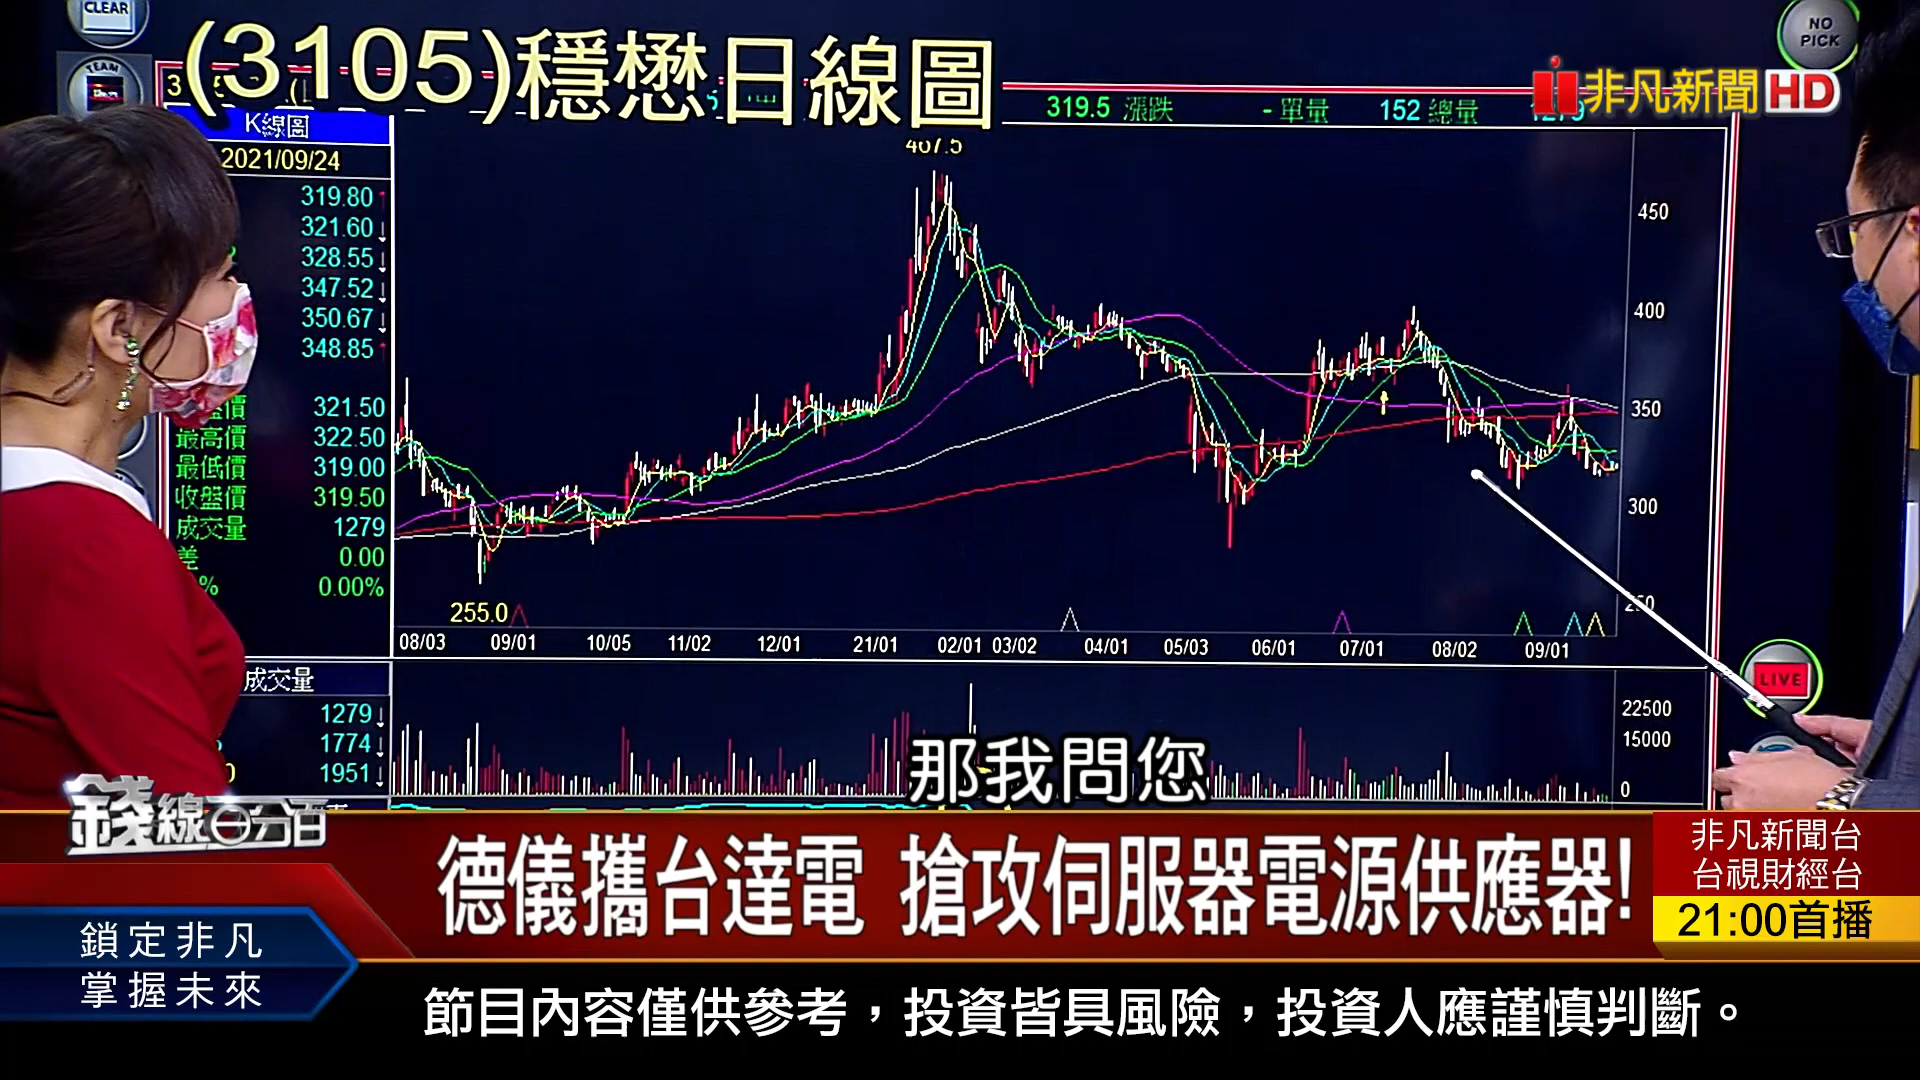 CLEAR
NO PICK
TEAM
(3105)穩懋日線圖
非凡新聞HD
319.5 漲跌 - 單量 152 總量
K線圖
467.5
2021/09/24
319.80
321.60
328.55
347.52
350.67
348.85
321.50
最高價 322.50
最低價 319.00
收盤價 319.50
成交量 1279
差 0.00
% 0.00%
450
400
350
300
250
255.0
08/03 09/01 10/05 11/02 12/01 21/01 02/01 03/02 04/01 05/03 06/01 07/01 08/02 09/01
LIVE
成交量
1279
1774
1951
22500
15000
0
那我問您
錢線百分百
德儀攜台達電 搶攻伺服器電源供應器!
非凡新聞台
台視財經台
21:00首播
鎖定非凡
掌握未來
節目內容僅供參考，投資皆具風險，投資人應謹慎判斷。